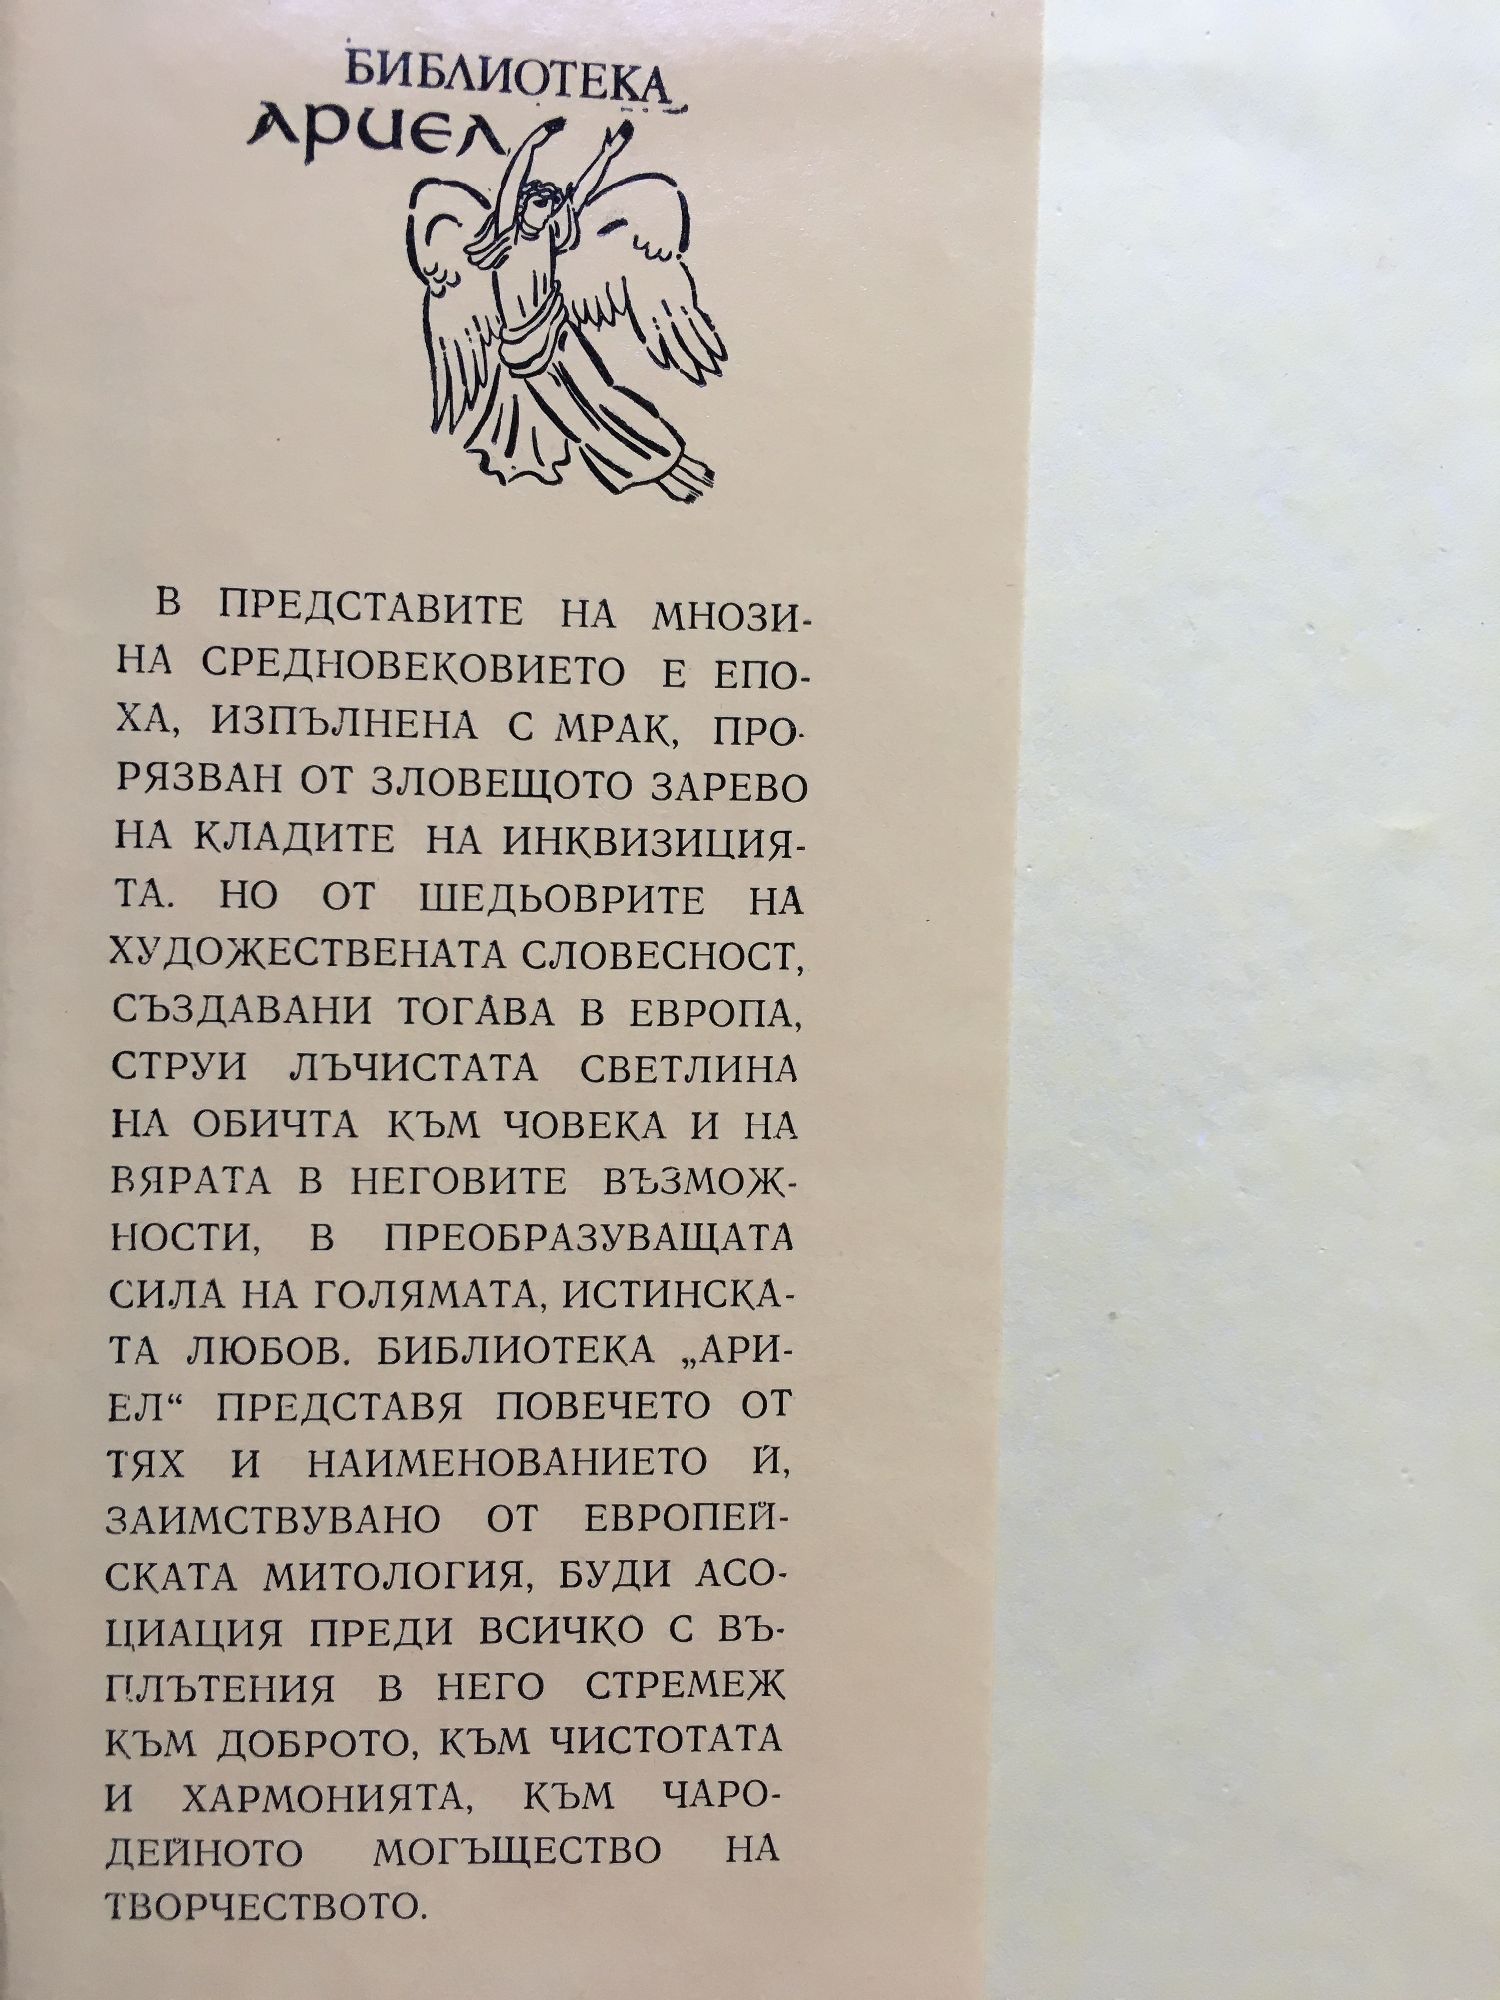 БИБЛИОТЕКА
АРИЕЛ
В ПРЕДСТАВИТЕ НА МНОЗИ-
НА СРЕДНОВЕКОВИЕТО Е ЕПО-
ХА, ИЗПЪЛНЕНА С МРАК, ПРО-
РЯЗВАН ОТ ЗЛОВЕЩОТО ЗАРЕВО
НА КЛАДИТЕ НА ИНКВИЗИЦИЯ-
ТА. НО ОТ ШЕДЬОВРИТЕ НА
ХУДОЖЕСТВЕНАТА СЛОВЕСНОСТ,
СЪЗДАВАНИ ТОГАВА В ЕВРОПА,
СТРУИ ЛЪЧИСТАТА СВЕТЛИНА
НА ОБИЧТА КЪМ ЧОВЕКА И НА
ВЯРАТА В НЕГОВИТЕ ВЪЗМОЖ-
НОСТИ, В ПРЕОБРАЗУВАЩАТА
СИЛА НА ГОЛЯМАТА, ИСТИНСКА-
ТА ЛЮБОВ. БИБЛИОТЕКА „АРИ-
ЕЛ“ ПРЕДСТАВЯ ПОВЕЧЕТО ОТ
ТЯХ И НАИМЕНОВАНИЕТО Й,
ЗАИМСТВУВАНО ОТ ЕВРОПЕЙ-
СКАТА МИТОЛОГИЯ, БУДИ АСО-
ЦИАЦИЯ ПРЕДИ ВСИЧКО С ВЪ-
ПЛЪТЕНИЯ В НЕГО СТРЕМЕЖ
КЪМ ДОБРОТО, КЪМ ЧИСТОТАТА
И ХАРМОНИЯТА, КЪМ ЧАРО-
ДЕЙНОТО МОГЪЩЕСТВО НА
ТВОРЧЕСТВОТО.